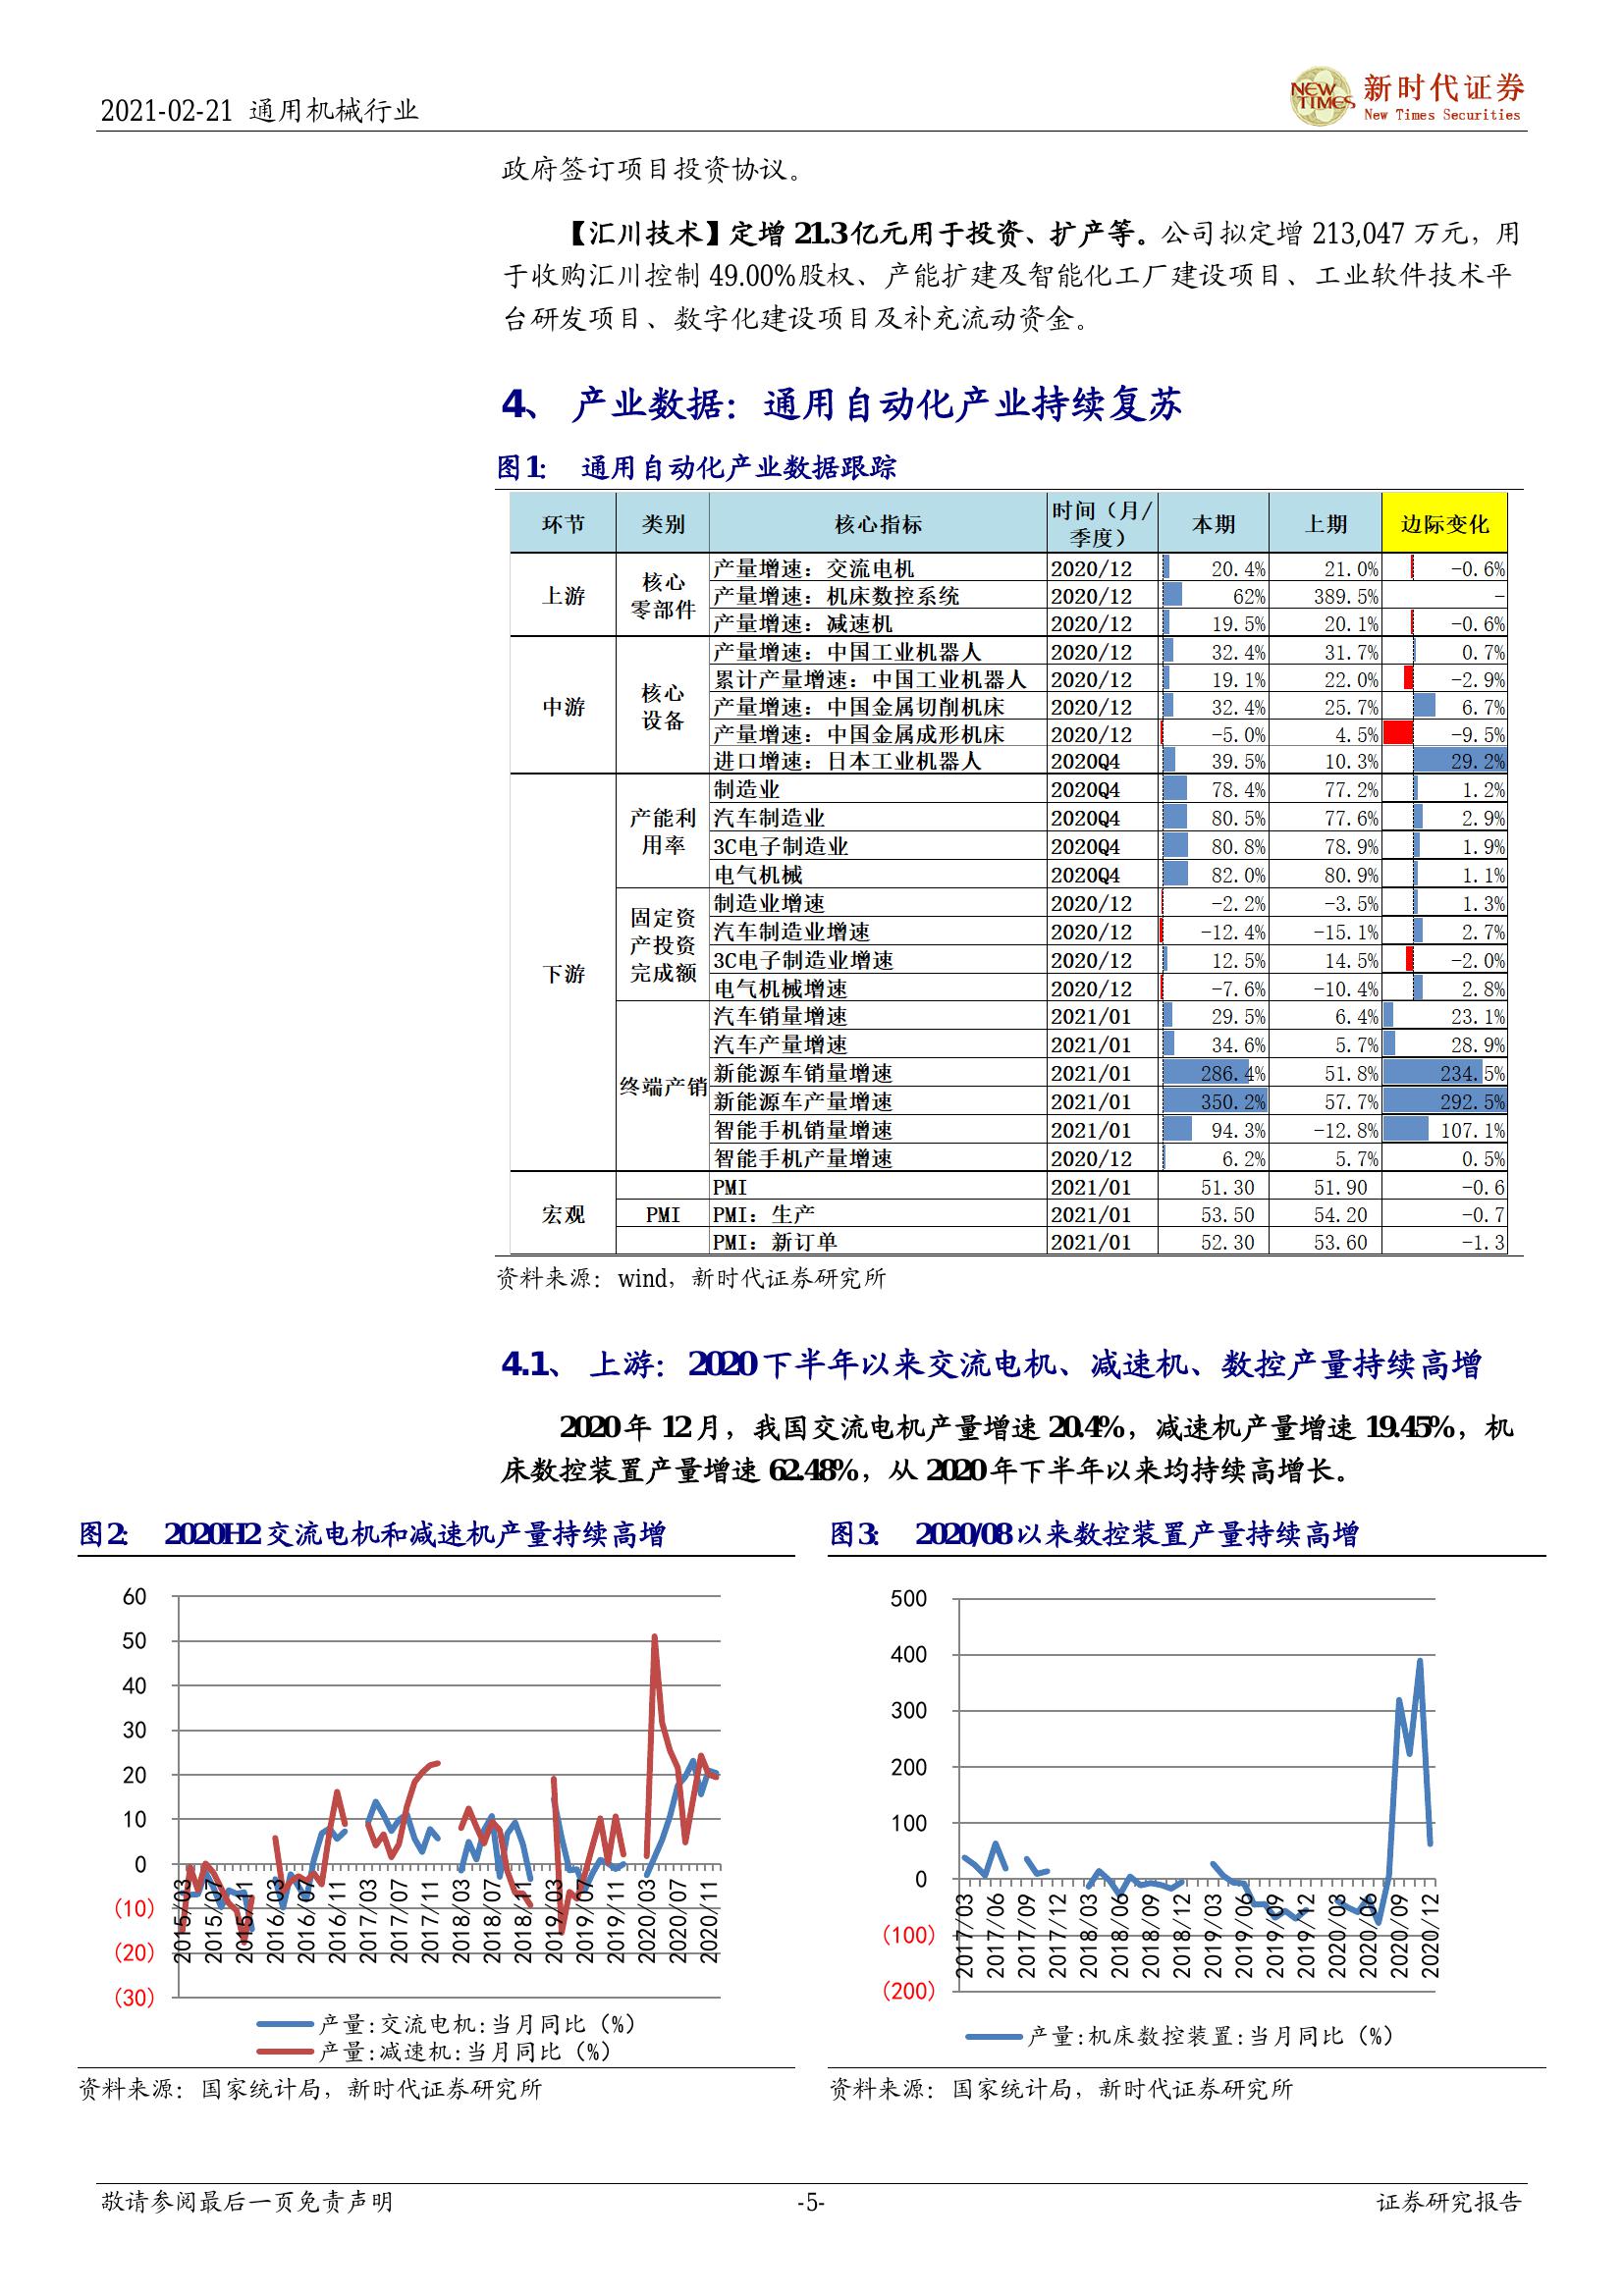 2021-02-21 通用机械行业
NEW TIMES 新时代证券
New Times Securities
政府签订项目投资协议。
【汇川技术】定增 21.3 亿元用于投资、扩产等。公司拟定增 213,047 万元，用
于收购汇川控制 49.00%股权、产能扩建及智能化工厂建设项目、工业软件技术平
台研发项目、数字化建设项目及补充流动资金。
4、 产业数据：通用自动化产业持续复苏
图 1： 通用自动化产业数据跟踪
环节 类别 核心指标 时间（月/季度） 本期 上期 边际变化
上游 核心零部件 产量增速：交流电机 2020/12 20.4% 21.0% -0.6%
产量增速：机床数控系统 2020/12 62% 389.5% -
产量增速：减速机 2020/12 19.5% 20.1% -0.6%
中游 核心设备 产量增速：中国工业机器人 2020/12 32.4% 31.7% 0.7%
累计产量增速：中国工业机器人 2020/12 19.1% 22.0% -2.9%
产量增速：中国金属切削机床 2020/12 32.4% 25.7% 6.7%
产量增速：中国金属成形机床 2020/12 -5.0% 4.5% -9.5%
进口增速：日本工业机器人 2020Q4 39.5% 10.3% 29.2%
下游 产能利用率 制造业 2020Q4 78.4% 77.2% 1.2%
汽车制造业 2020Q4 80.5% 77.6% 2.9%
3C电子制造业 2020Q4 80.8% 78.9% 1.9%
电气机械 2020Q4 82.0% 80.9% 1.1%
固定资产投资完成额 制造业增速 2020/12 -2.2% -3.5% 1.3%
汽车制造业增速 2020/12 -12.4% -15.1% 2.7%
3C电子制造业增速 2020/12 12.5% 14.5% -2.0%
电气机械增速 2020/12 -7.6% -10.4% 2.8%
终端产销 汽车销量增速 2021/01 29.5% 6.4% 23.1%
汽车产量增速 2021/01 34.6% 5.7% 28.9%
新能源车销量增速 2021/01 286.4% 51.8% 234.5%
新能源车产量增速 2021/01 350.2% 57.7% 292.5%
智能手机销量增速 2021/01 94.3% -12.8% 107.1%
智能手机产量增速 2020/12 6.2% 5.7% 0.5%
宏观 PMI PMI 2021/01 51.30 51.90 -0.6
PMI：生产 2021/01 53.50 54.20 -0.7
PMI：新订单 2021/01 52.30 53.60 -1.3
资料来源：wind，新时代证券研究所
4.1、 上游：2020 下半年以来交流电机、减速机、数控产量持续高增
2020 年 12 月，我国交流电机产量增速 20.4%，减速机产量增速 19.45%，机
床数控装置产量增速 62.48%，从 2020 年下半年以来均持续高增长。
图 2： 2020H2 交流电机和减速机产量持续高增
60
50
40
30
20
10
0
(10)
(20)
(30)
2015/03 2015/07 2015/11 2016/03 2016/07 2016/11 2017/03 2017/07 2017/11 2018/03 2018/07 2018/11 2019/03 2019/07 2019/11 2020/03 2020/07 2020/11
产量:交流电机:当月同比（%）
产量:减速机:当月同比（%）
资料来源：国家统计局，新时代证券研究所
图 3： 2020/08 以来数控装置产量持续高增
500
400
300
200
100
0
(100)
(200)
2017/03 2017/06 2017/09 2017/12 2018/03 2018/06 2018/09 2018/12 2019/03 2019/06 2019/09 2019/12 2020/03 2020/06 2020/09 2020/12
产量:机床数控装置:当月同比（%）
资料来源：国家统计局，新时代证券研究所
敬请参阅最后一页免责声明 -5- 证券研究报告